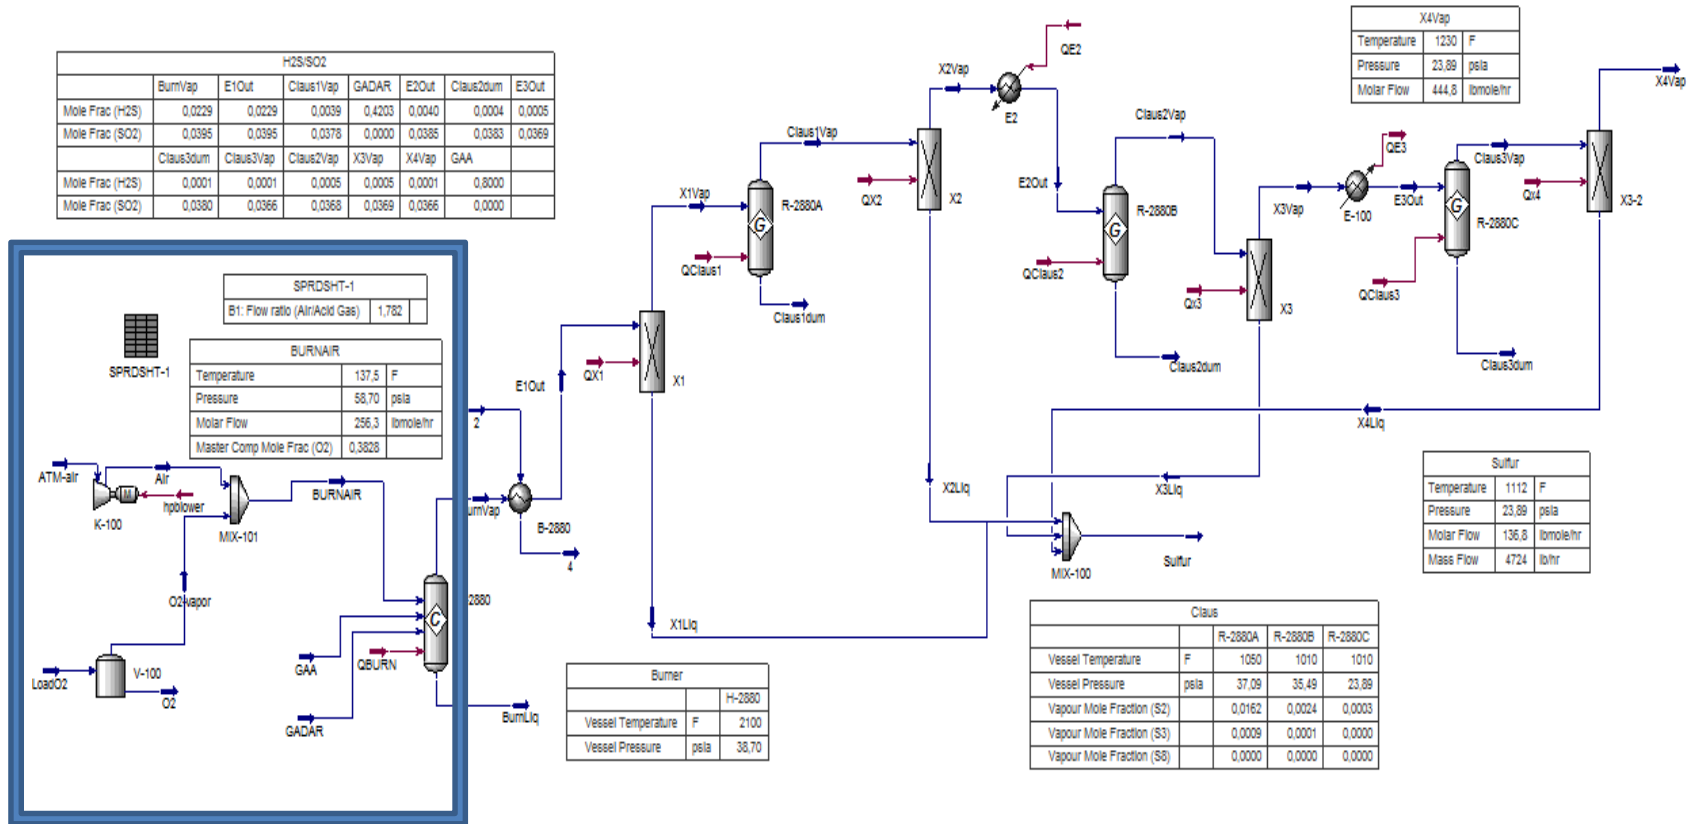 H2S/SO2
BurnVap E1Out Claus1Vap GADAR E2Out Claus2dum E3Out
Mole Frac (H2S) 0,0229 0,0229 0,0039 0,4203 0,0040 0,0004 0,0005
Mole Frac (SO2) 0,0395 0,0395 0,0378 0,0000 0,0385 0,0383 0,0369
Claus3dum Claus3Vap Claus2Vap X3Vap X4Vap GAA
Mole Frac (H2S) 0,0001 0,0001 0,0005 0,0005 0,0001 0,8000
Mole Frac (SO2) 0,0380 0,0366 0,0368 0,0369 0,0366 0,0000
X4Vap
Temperature 1230 F
Pressure 23,89 psia
Molar Flow 444,8 lbmole/hr
QE2
X2Vap
E2
X4Vap
Claus1Vap
Claus2Vap
QE3
Claus3Vap
QX2
X2
E2Out
X1Vap
R-2880A
G
QClaus1
Claus1dum
R-2880B
G
QClaus2
Claus2dum
X3Vap
E-100
E3Out
G
R-2880C
Qx4
X3-2
QClaus3
Claus3dum
Qx3
X3
SPRDSHT-1
B1: Flow ratio (Air/Acid Gas) 1,782
SPRDSHT-1
BURNAIR
Temperature 137,5 F
Pressure 58,70 psia
Molar Flow 256,3 lbmole/hr
Master Comp Mole Frac (O2) 0,3828
E1Out
QX1
X1
2
X4Liq
ATM-air
Air
M
hpblower
K-100
BURNAIR
MIX-101
urnVap
B-2880
4
X2Liq
X3Liq
MIX-100
Sulfur
Sulfur
Temperature 1112 F
Pressure 23,89 psia
Molar Flow 136,8 lbmole/hr
Mass Flow 4724 lb/hr
O2-vapor
2880
C
X1Liq
LoadO2
V-100
O2
GAA
QBURN
GADAR
BurnLiq
Burner
H-2880
Vessel Temperature F 2100
Vessel Pressure psia 38,70
Claus
R-2880A R-2880B R-2880C
Vessel Temperature F 1050 1010 1010
Vessel Pressure psia 37,09 35,49 23,89
Vapour Mole Fraction (S2) 0,0162 0,0024 0,0003
Vapour Mole Fraction (S3) 0,0009 0,0001 0,0000
Vapour Mole Fraction (S8) 0,0000 0,0000 0,0000